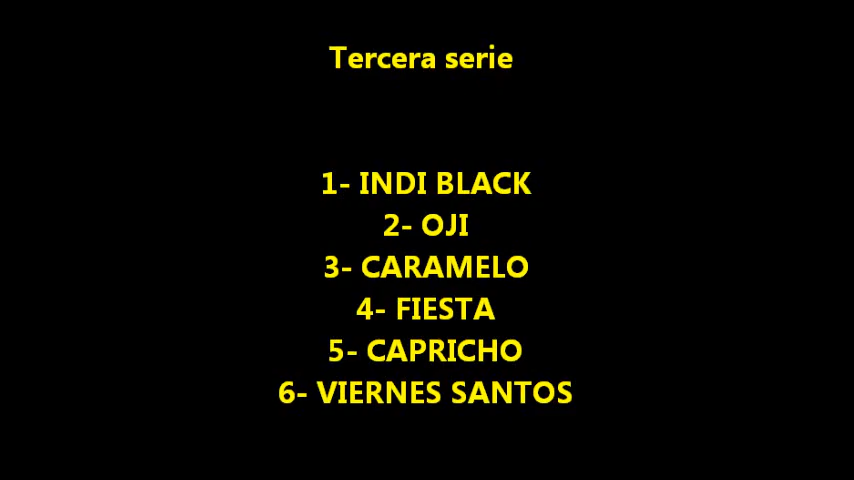 Tercera serie
1- INDI BLACK
2- OJI
3- CARAMELO
4- FIESTA
5- CAPRICHO
6- VIERNES SANTOS